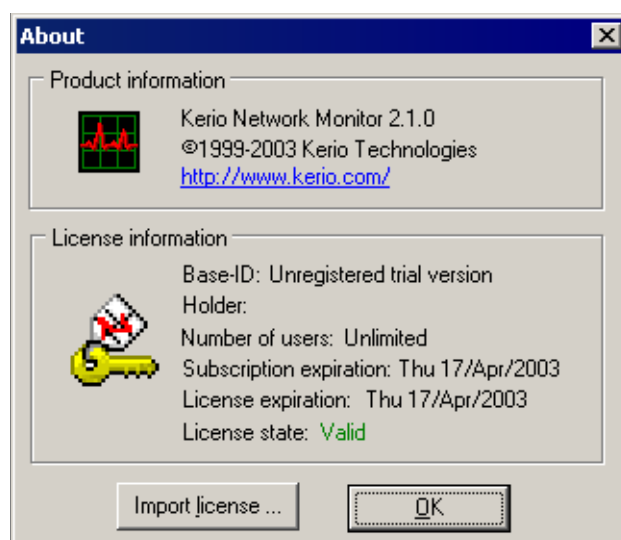 About
Product information
Kerio Network Monitor 2.1.0
©1999-2003 Kerio Technologies
http://www.kerio.com/
License information
Base-ID: Unregistered trial version
Holder:
Number of users: Unlimited
Subscription expiration: Thu 17/Apr/2003
License expiration: Thu 17/Apr/2003
License state: Valid
Import license ...
OK